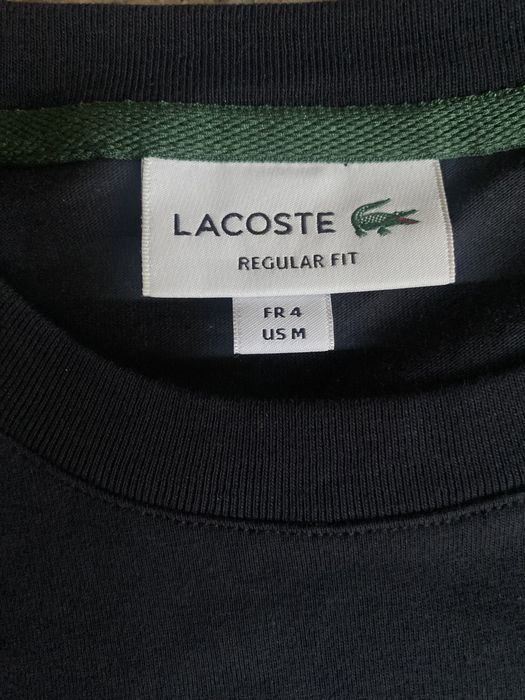 LACOSTE
REGULAR FIT
FR 4
US M